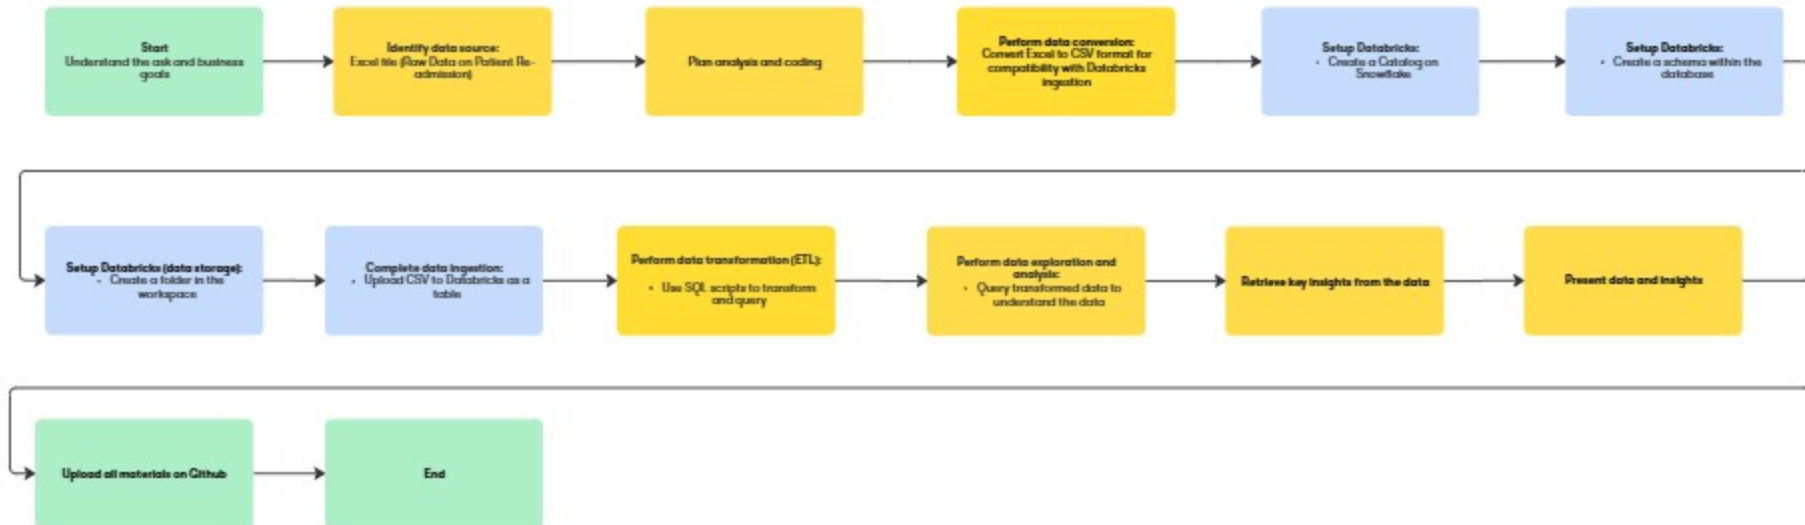 Start
Understand the ask and business
goals
Identify data source:
Excel file (Raw Data on Patient Re-
admission)
Plan analysis and coding
Perform data conversion:
Convert Excel to CSV format for
compatibility with Databricks
ingestion
Setup Databricks:
• Create a Catalog on
Snowflake
Setup Databricks:
• Create a schema within the
database
Setup Databricks (data storage):
• Create a folder in the
workspace
Complete data ingestion:
• Upload CSV to Databricks as a
table
Perform data transformation (ETL):
• Use SQL scripts to transform
and query
Perform data exploration and
analysis:
• Query transformed data to
understand the data
Retrieve key insights from the data
Present data and insights
Upload all materials on Github
End